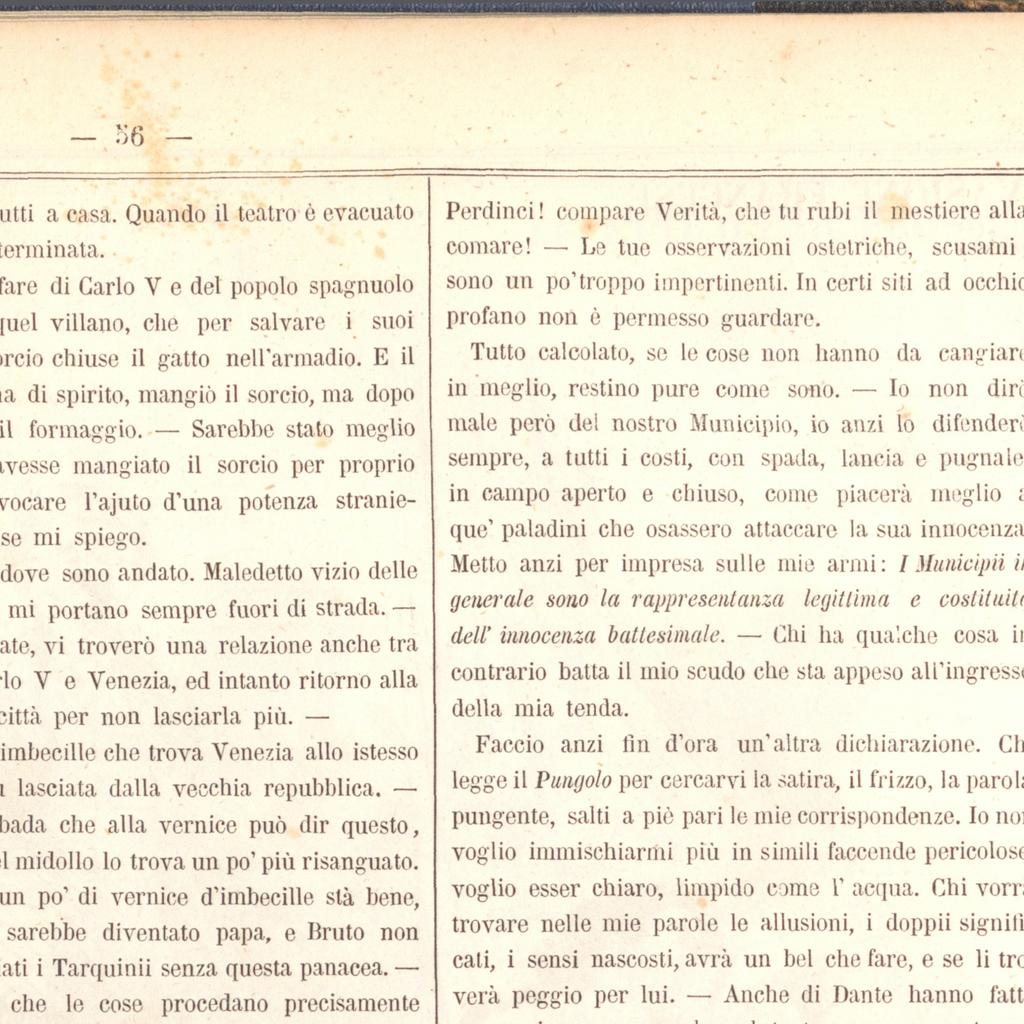 — 56 —
utti a casa. Quando il teatro è evacuato
terminata.
fare di Carlo V e del popolo spagnuolo
quel villano, che per salvare i suoi
orcio chiuse il gatto nell'armadio. E il
na di spirito, mangiò il sorcio, ma dopo
il formaggio. — Sarebbe stato meglio
avesse mangiato il sorcio per proprio
vocare l'ajuto d'una potenza stranie-
se mi spiego.
dove sono andato. Maledetto vizio delle
mi portano sempre fuori di strada. —
ate, vi troverò una relazione anche tra
rlo V e Venezia, ed intanto ritorno alla
città per non lasciarla più. —
imbecille che trova Venezia allo istesso
lasciata dalla vecchia repubblica. —
bada che alla vernice può dir questo,
el midollo lo trova un po' più risanguato.
un po' di vernice d'imbecille stà bene,
sarebbe diventato papa, e Bruto non
iati i Tarquinii senza questa panacea. —
che le cose procedano precisamente
Perdinci! compare Verità, che tu rubi il mestiere alla
comare! — Le tue osservazioni ostetriche, scusami
sono un po' troppo impertinenti. In certi siti ad occhio
profano non è permesso guardare.
Tutto calcolato, se le cose non hanno da cangiare
in meglio, restino pure come sono. — Io non dirò
male però del nostro Municipio, io anzi lo difenderò
sempre, a tutti i costi, con spada, lancia e pugnale
in campo aperto e chiuso, come piacerà meglio a
que' paladini che osassero attaccare la sua innocenza
Metto anzi per impresa sulle mie armi: I Municipii in
generale sono la rappresentanza legittima e costituita
dell' innocenza battesimale. — Chi ha qualche cosa in
contrario batta il mio scudo che sta appeso all'ingresso
della mia tenda.
Faccio anzi fin d'ora un'altra dichiarazione. Chi
legge il Pungolo per cercarvi la satira, il frizzo, la parola
pungente, salti a piè pari le mie corrispondenze. Io non
voglio immischiarmi più in simili faccende pericolose
voglio esser chiaro, limpido come l' acqua. Chi vorrà
trovare nelle mie parole le allusioni, i doppii signifi
cati, i sensi nascosti, avrà un bel che fare, e se li tro
verà peggio per lui. — Anche di Dante hanno fatt